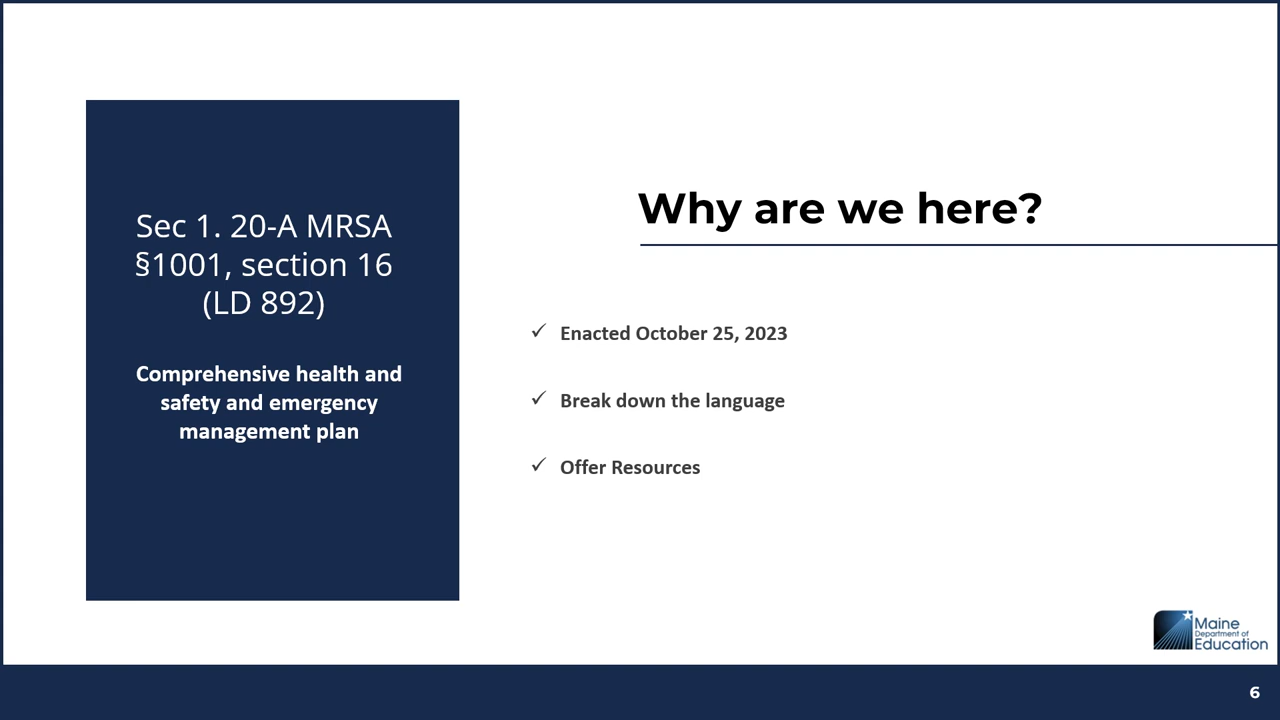 Sec 1. 20-A MRSA
§1001, section 16
(LD 892)
Comprehensive health and
safety and emergency
management plan
Why are we here?
✓ Enacted October 25, 2023
✓ Break down the language
✓ Offer Resources
Maine
Department of
Education
6